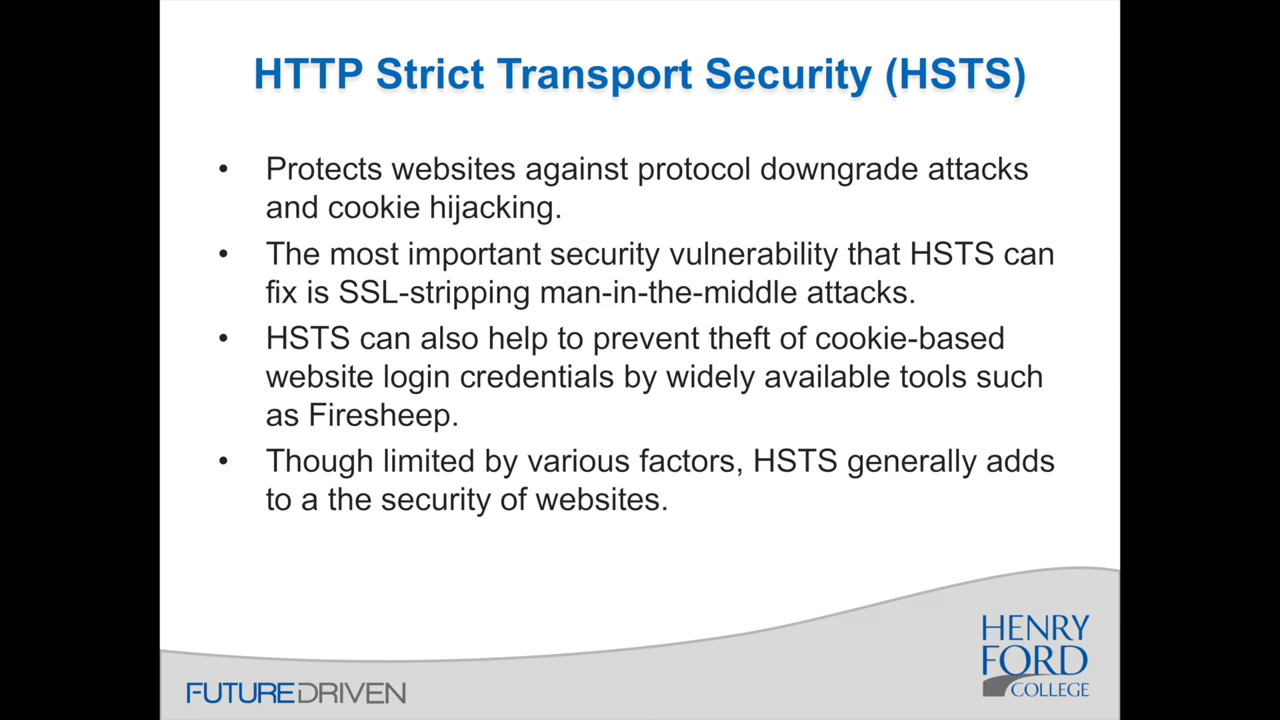 HTTP Strict Transport Security (HSTS)
• Protects websites against protocol downgrade attacks
and cookie hijacking.
• The most important security vulnerability that HSTS can
fix is SSL-stripping man-in-the-middle attacks.
• HSTS can also help to prevent theft of cookie-based
website login credentials by widely available tools such
as Firesheep.
• Though limited by various factors, HSTS generally adds
to a the security of websites.
FUTUREDRIVEN
HENRY
FORD
COLLEGE